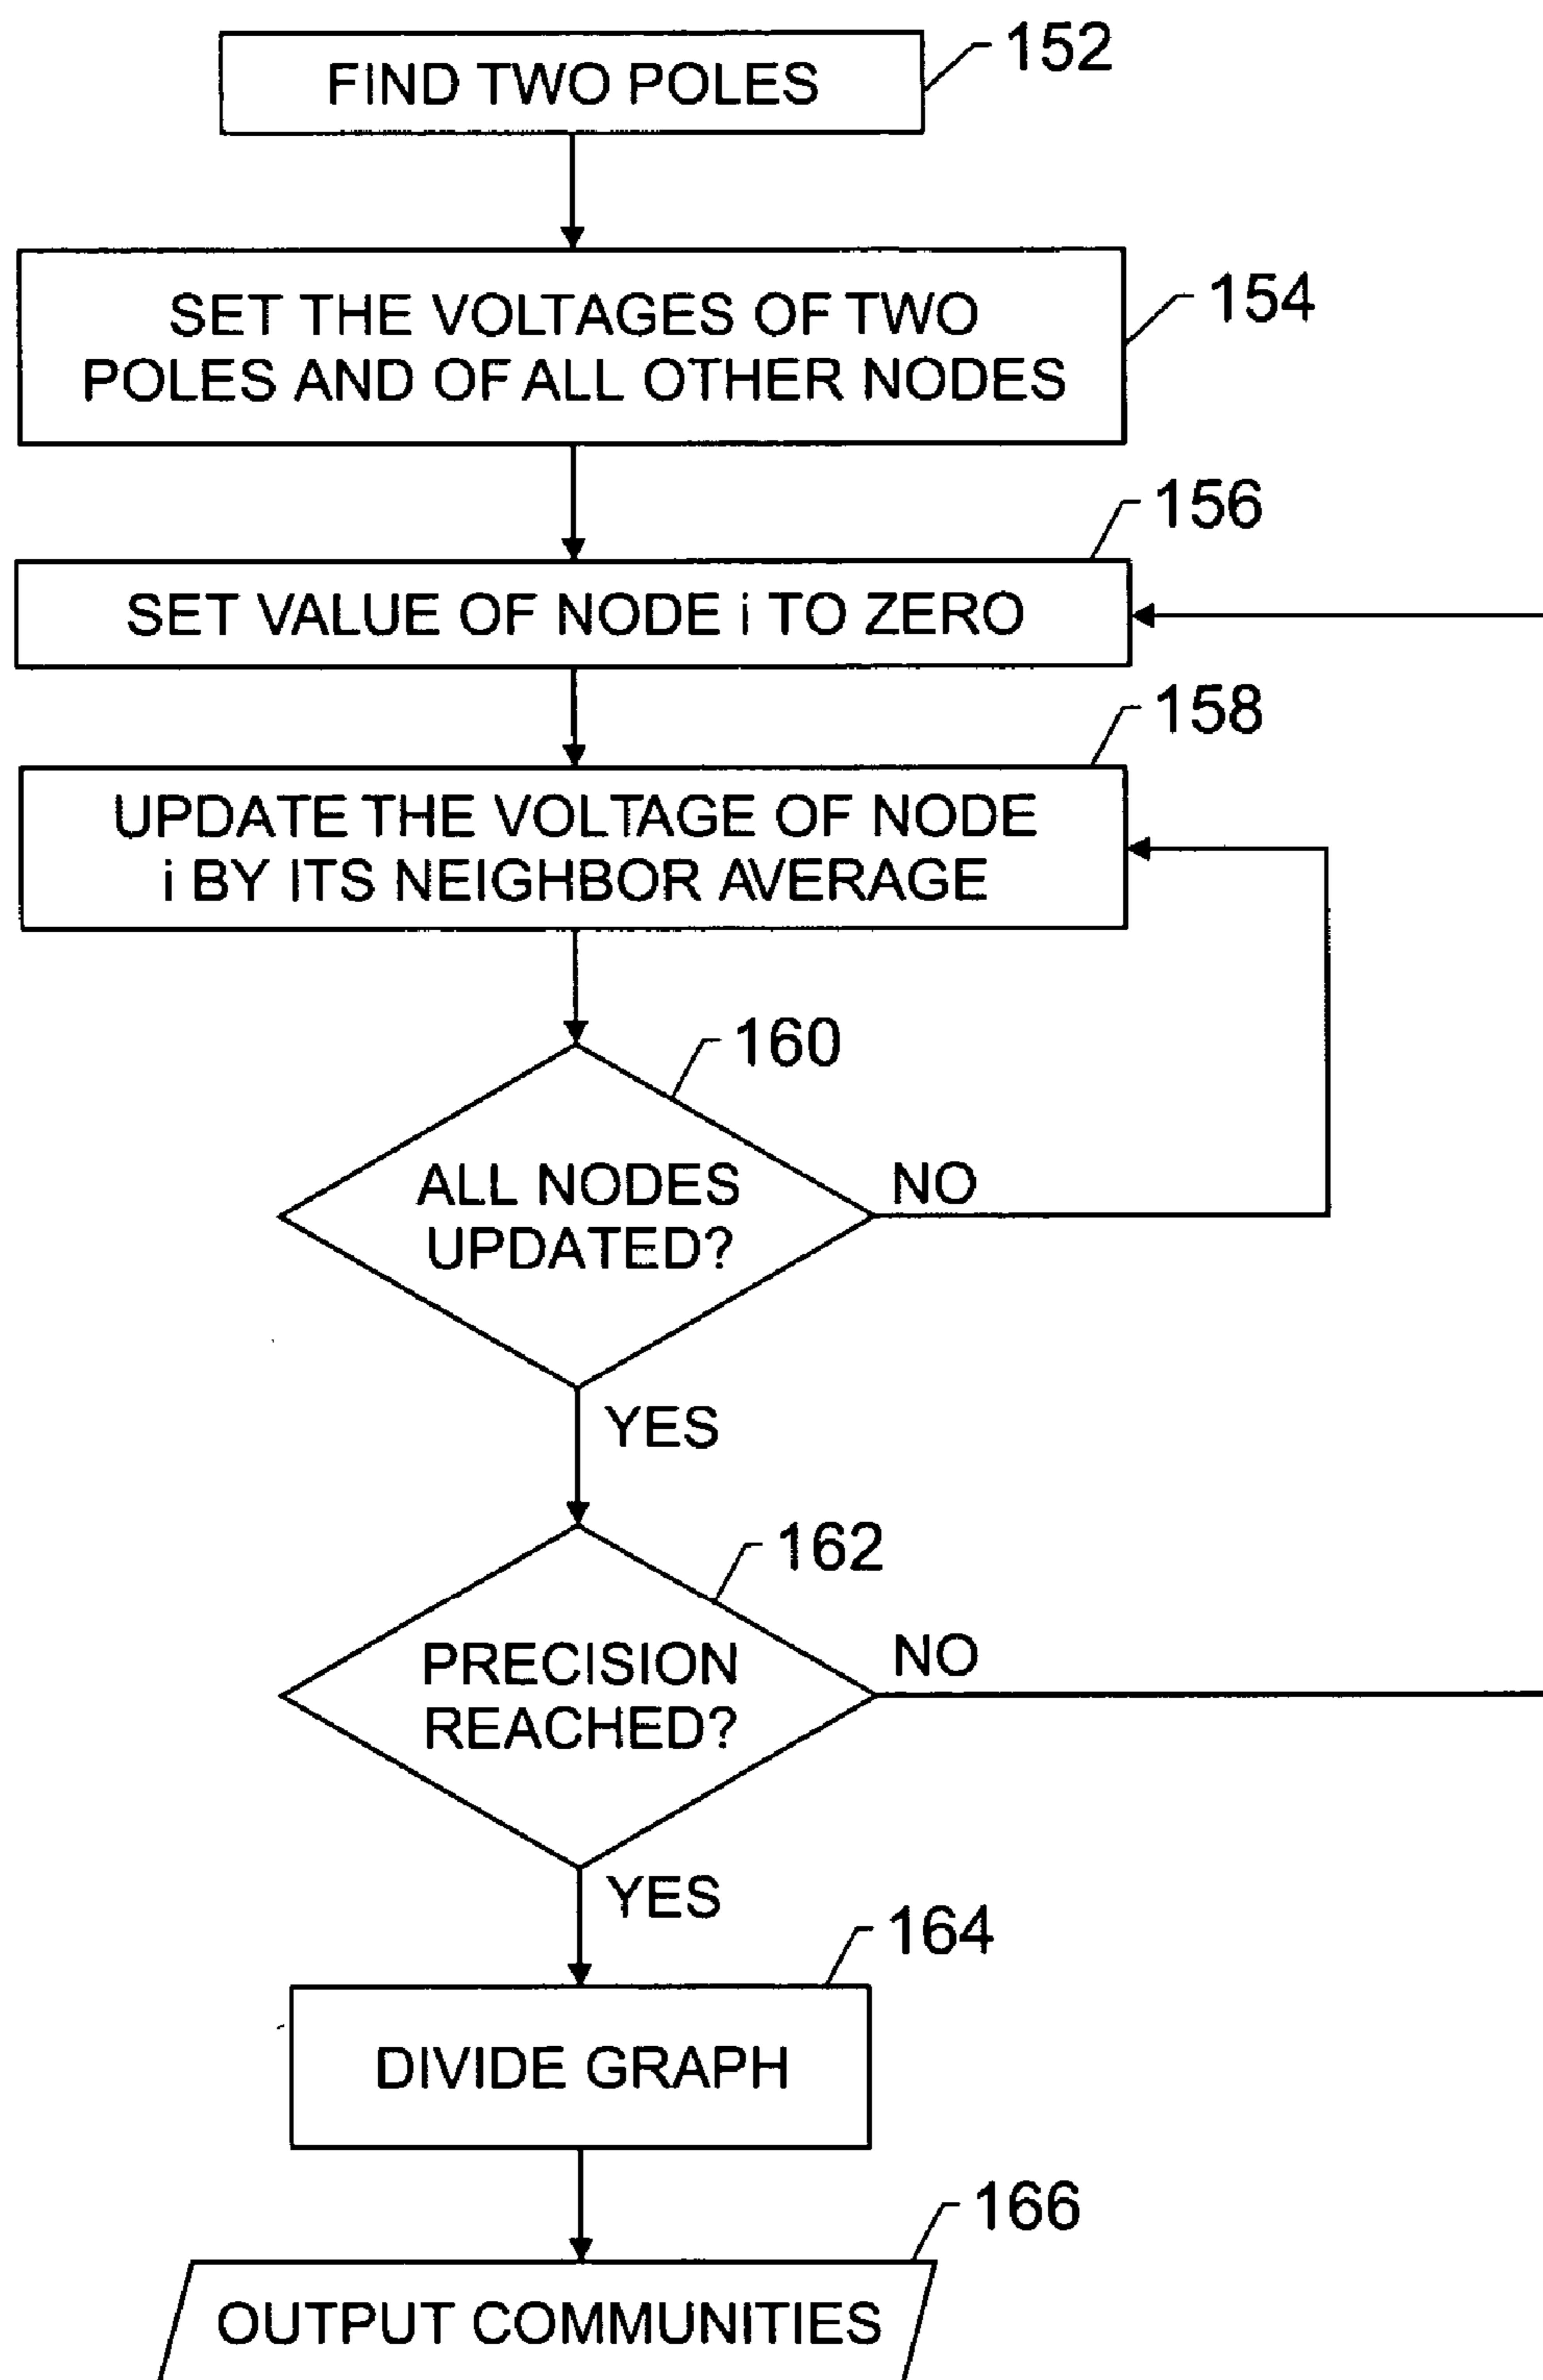 152
FIND TWO POLES
154
SET THE VOLTAGES OF TWO
POLES AND OF ALL OTHER NODES
156
SET VALUE OF NODE i TO ZERO
158
UPDATE THE VOLTAGE OF NODE
i BY ITS NEIGHBOR AVERAGE
160
ALL NODES
UPDATED?
NO
YES
162
PRECISION
REACHED?
NO
YES
164
DIVIDE GRAPH
166
OUTPUT COMMUNITIES